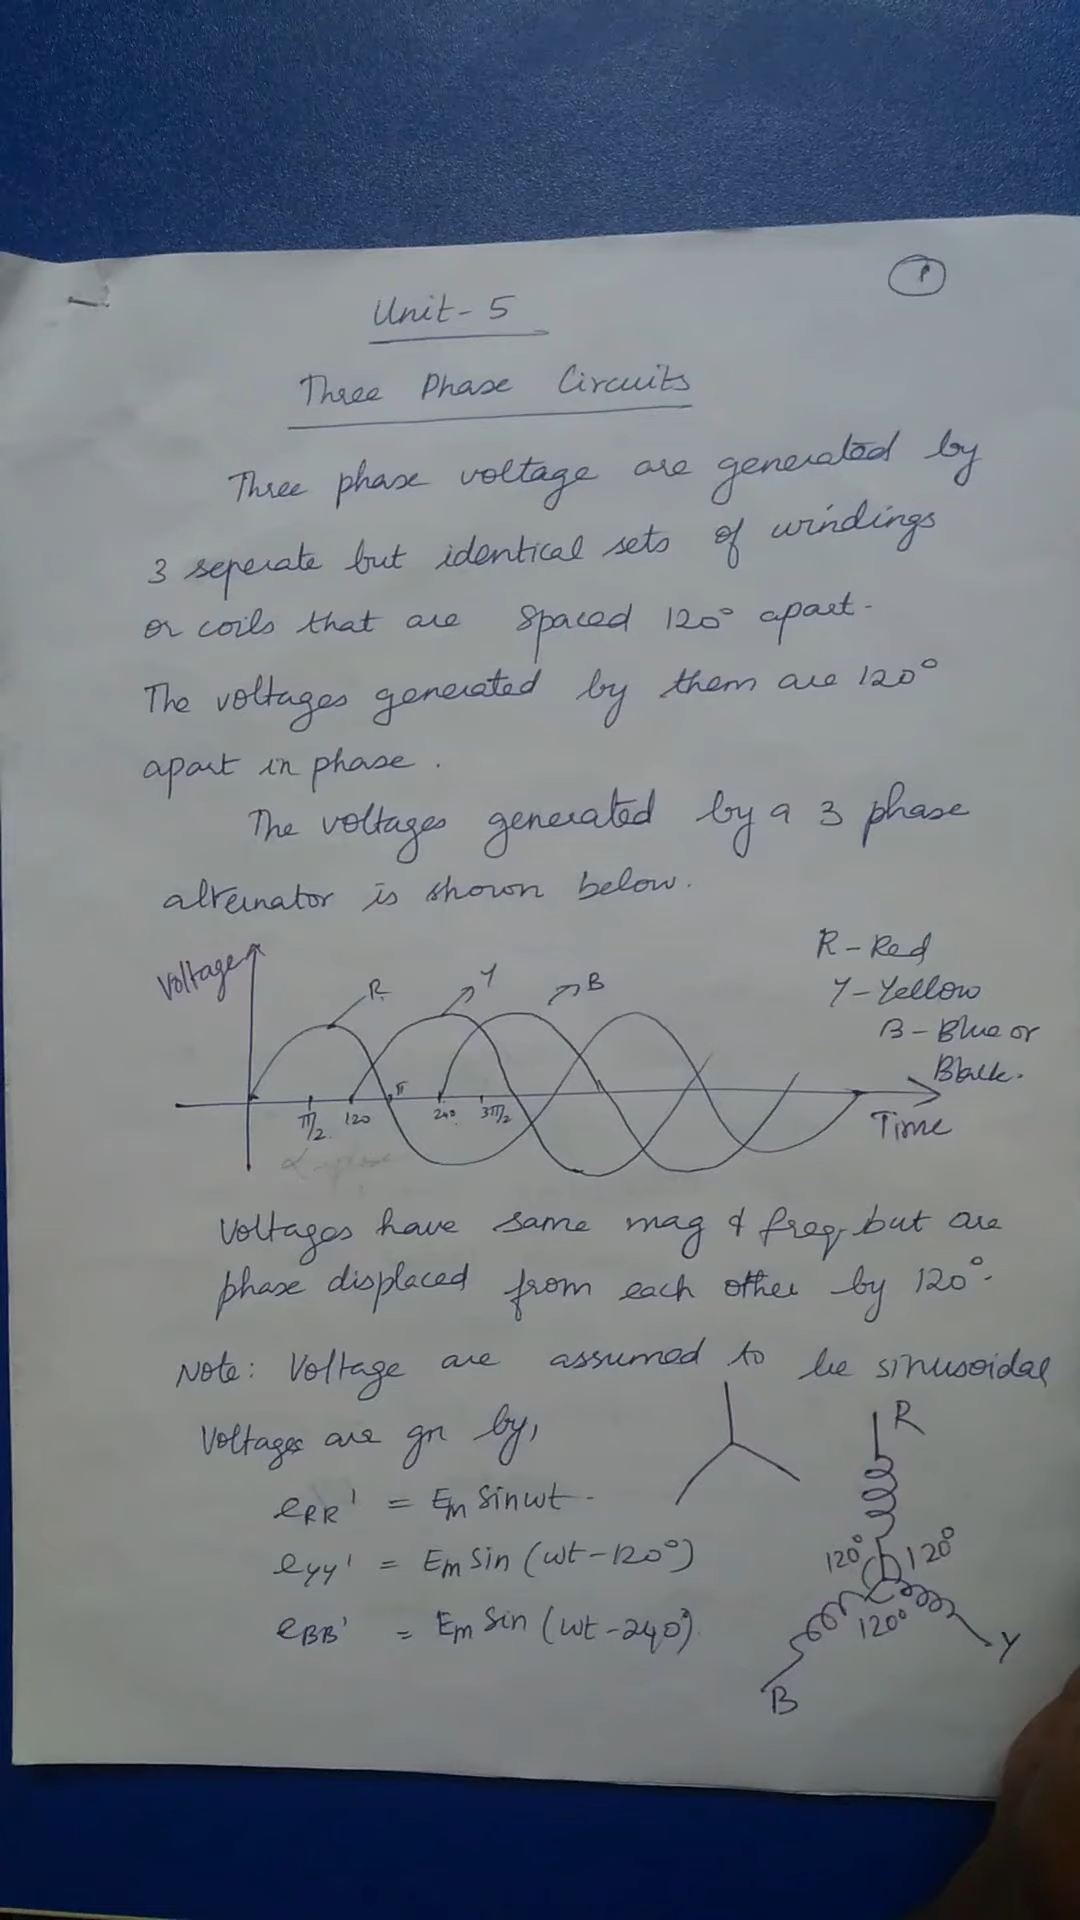 1
Unit-5
Three Phase Circuits
Three phase voltage are generated by
3 seperate but identical sets of windings
or coils that are spaced 120° apart.
The voltages generated by them are 120°
apart in phase.
The voltages generated by a 3 phase
alternator is shown below.
Voltage
R
Y
B
R - Red
Y - Yellow
B - Blue or
Black.
π/2 120 π 240 3π/2
Time
Voltages have same mag & freq, but are
phase displaced from each other by 120°.
Note: Voltage are assumed to be sinusoidal
Voltages are gn by,
eRR' = Em sinwt.
eYY' = Em sin (wt-120°)
eBB' = Em sin (wt-240°)
R
120° 120°
120°
Y
B